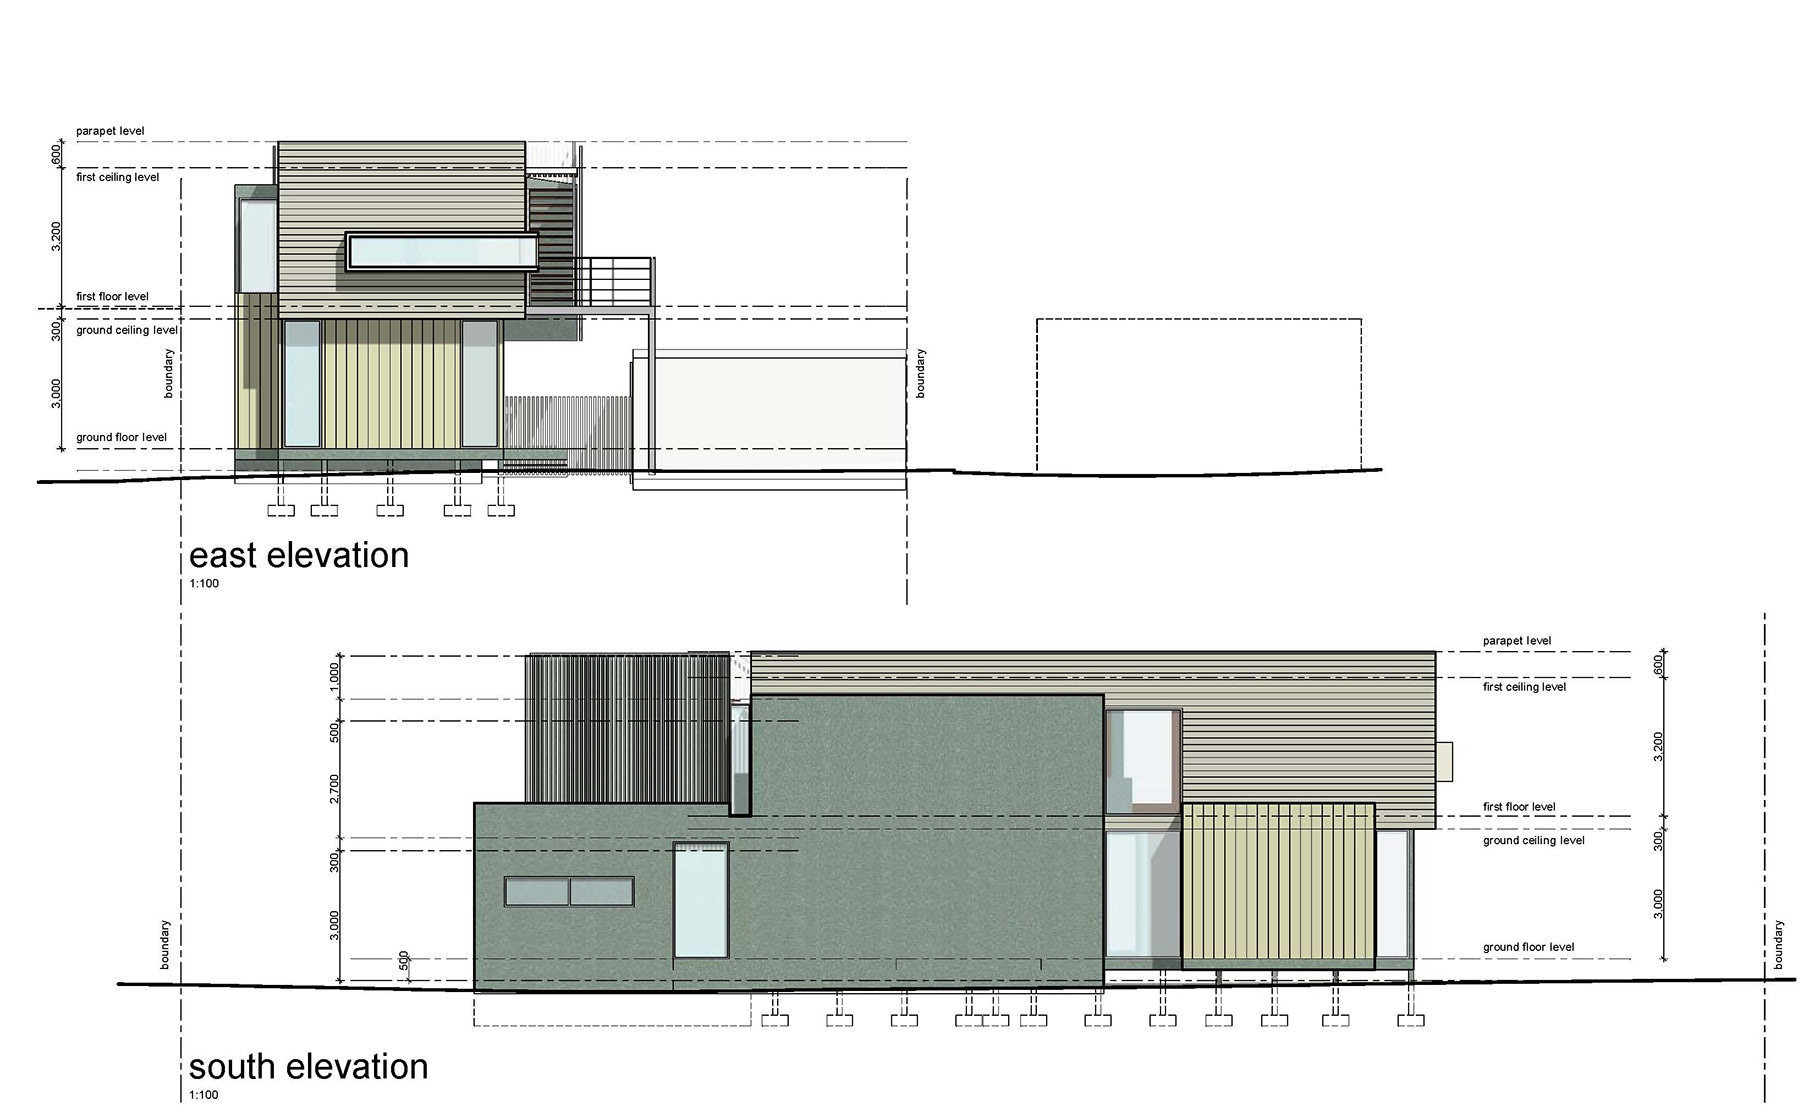 parapet level
600
first ceiling level
3.200
first floor level
300
ground ceiling level
boundary
boundary
3.000
ground floor level
east elevation
1:100
parapet level
1.000
600
first ceiling level
500
3.200
2.700
first floor level
300
ground ceiling level
300
3.000
3.000
boundary
boundary
ground floor level
500
south elevation
1:100